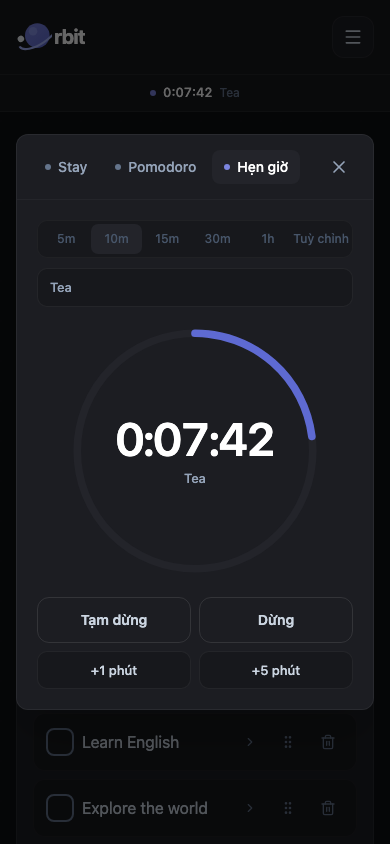 rbit
0:07:42 Tea
Stay Pomodoro Hẹn giờ
5m 10m 15m 30m 1h Tuỳ chỉnh
Tea
0:07:42
Tea
Tạm dừng Dừng
+1 phút +5 phút
Learn English
Explore the world